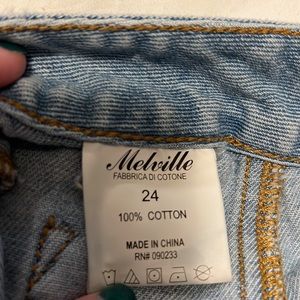 Melville
FABBRICA DI COTONE
24
100% COTTON
MADE IN CHINA
RN# 090233